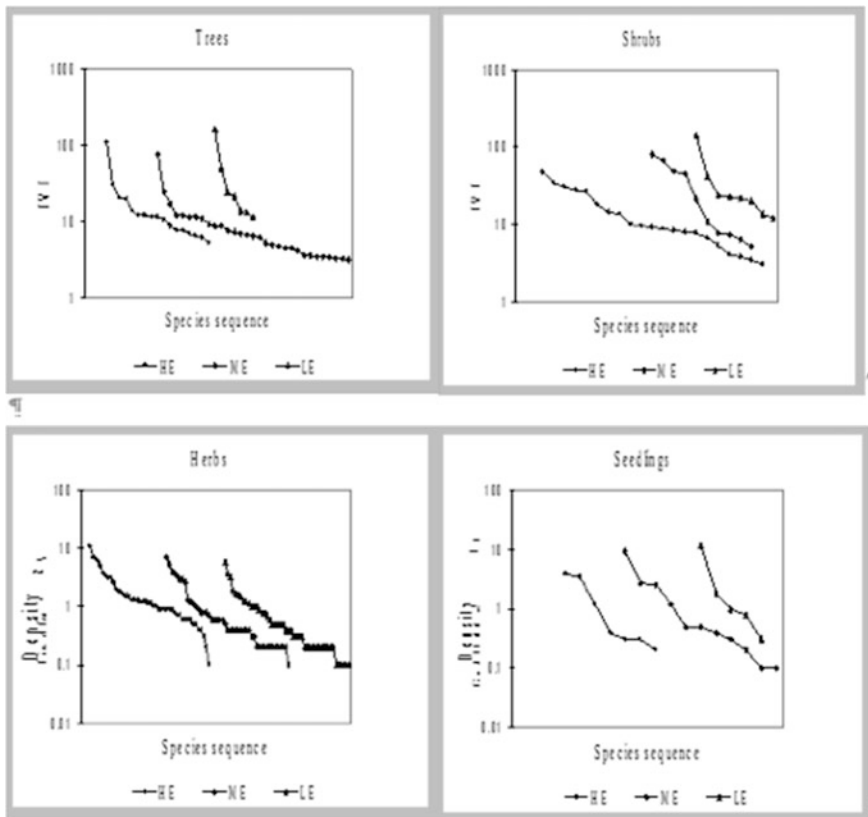 Trees
1000
100
10
1
IVI
Species sequence
HE ME LE
Shrubs
1000
100
10
1
IVI
Species sequence
HE ME LE
¶
Herbs
100
10
1
0.1
0.01
Density
Species sequence
HE ME LE
Seedlings
100
10
1
0.1
0.01
Density
Species sequence
HE ME LE